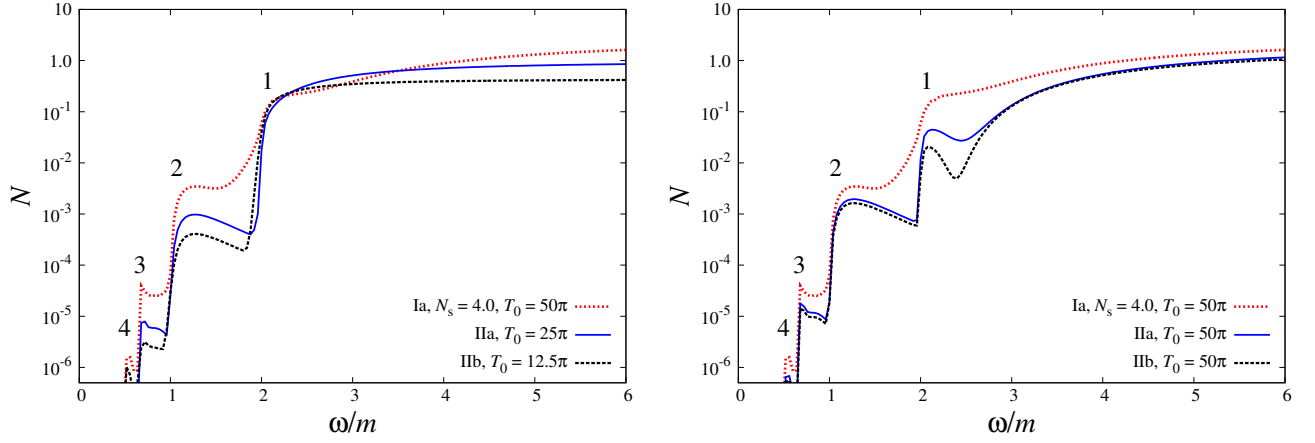 10
1.0
10⁻¹
10⁻²
10⁻³
10⁻⁴
10⁻⁵
10⁻⁶
N
1
2
3
4
Ia, Nₛ = 4.0, T₀ = 50π
IIa, T₀ = 25π
IIb, T₀ = 12.5π
0 1 2 3 4 5 6
ω/m
10
1.0
10⁻¹
10⁻²
10⁻³
10⁻⁴
10⁻⁵
10⁻⁶
N
1
2
3
4
Ia, Nₛ = 4.0, T₀ = 50π
IIa, T₀ = 50π
IIb, T₀ = 50π
0 1 2 3 4 5 6
ω/m